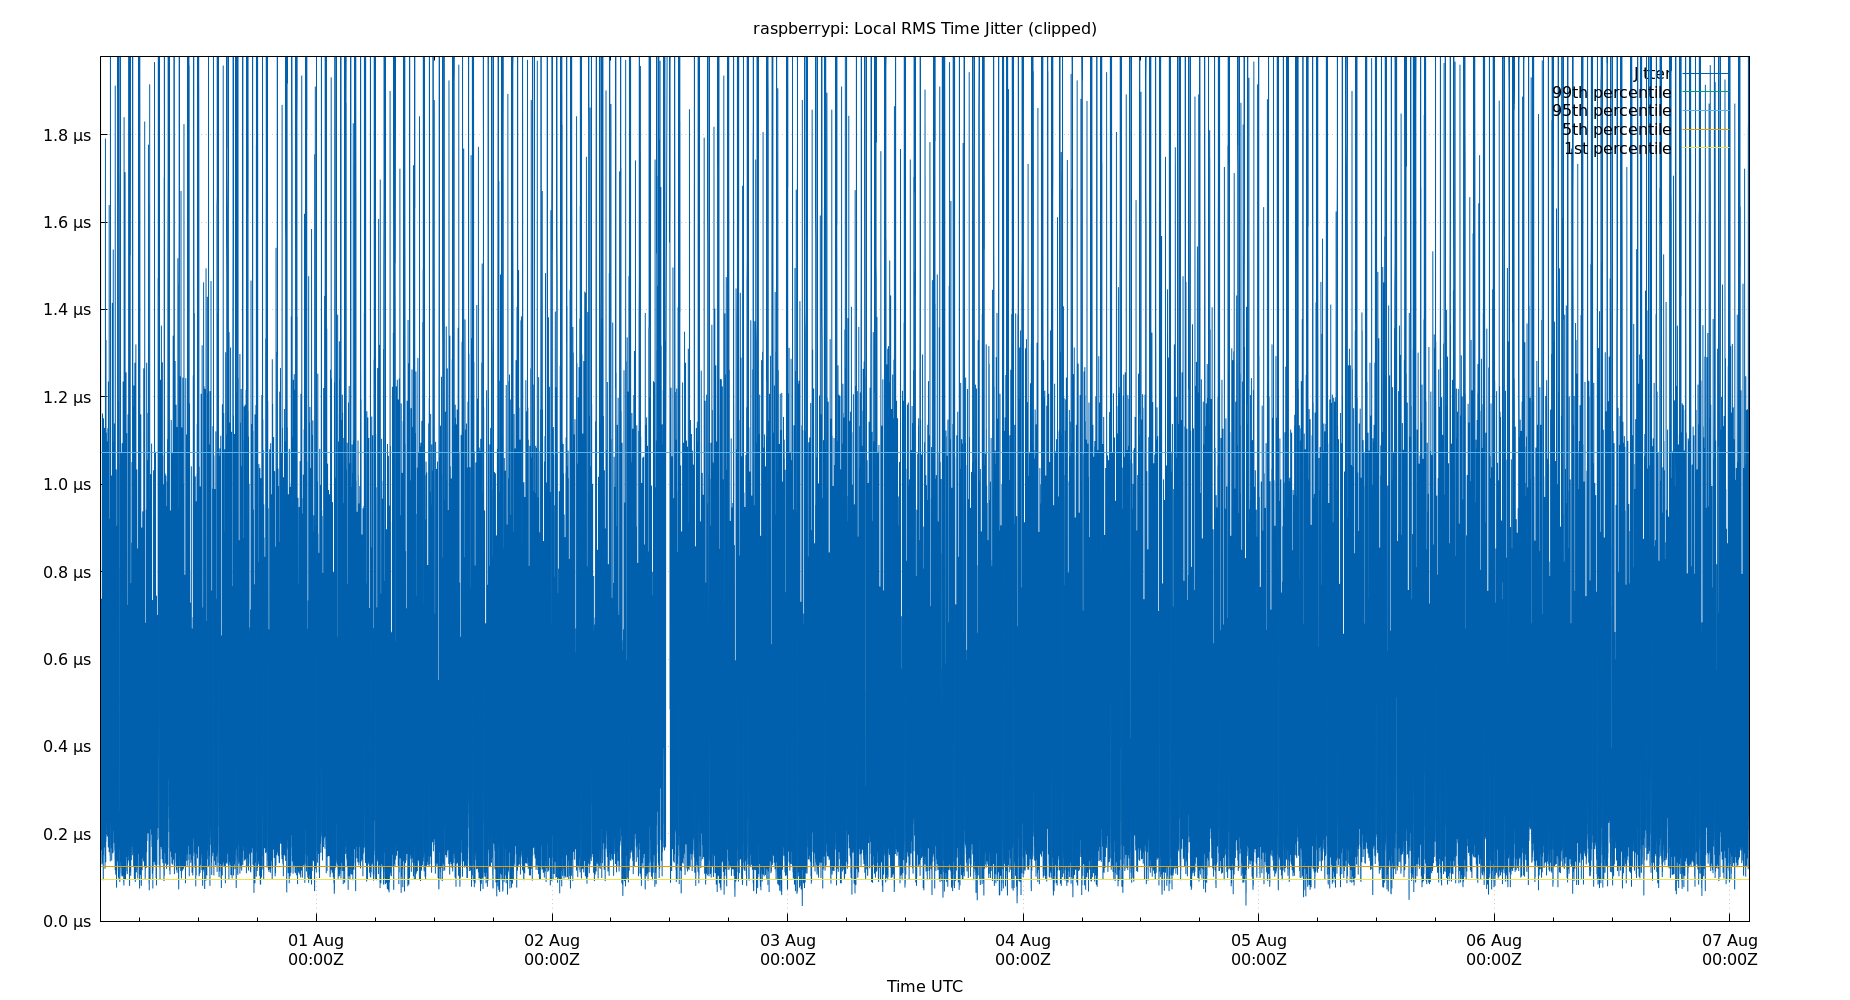 raspberrypi: Local RMS Time Jitter (clipped)
Jitter
99th percentile
95th percentile
5th percentile
1st percentile
1.8 µs
1.6 µs
1.4 µs
1.2 µs
1.0 µs
0.8 µs
0.6 µs
0.4 µs
0.2 µs
0.0 µs
01 Aug 02 Aug 03 Aug 04 Aug 05 Aug 06 Aug 07 Aug
00:00Z 00:00Z 00:00Z 00:00Z 00:00Z 00:00Z 00:00Z
Time UTC